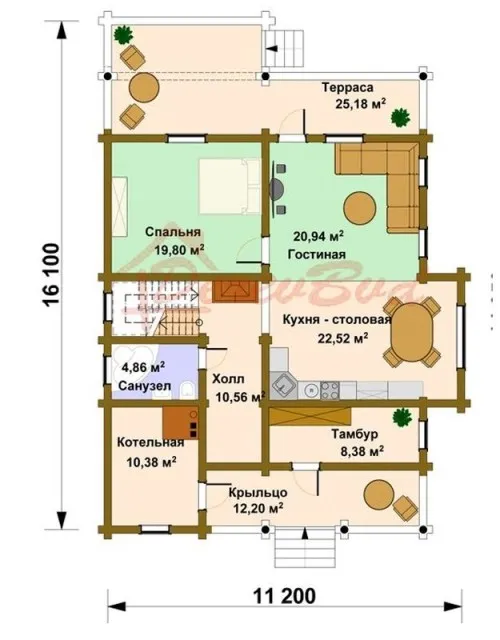 Терраса
25,18 м²
Спальня
19,80 м²
20,94 м²
Гостиная
16 100
Кухня - столовая
22,52 м²
4,86 м²
Санузел
Холл
10,56 м²
Котельная
10,38 м²
Тамбур
8,38 м²
Крыльцо
12,20 м²
11 200